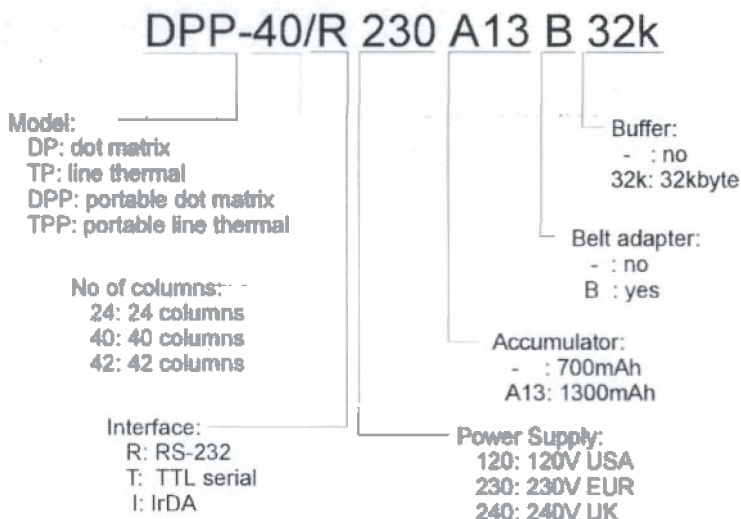 DPP-40/R 230 A13 B 32k
Model:
DP: dot matrix
TP: line thermal
DPP: portable dot matrix
TPP: portable line thermal
No of columns:
24: 24 columns
40: 40 columns
42: 42 columns
Interface:
R: RS-232
T: TTL serial
I: IrDA
Buffer:
- : no
32k: 32kbyte
Belt adapter:
- : no
B : yes
Accumulator:
- : 700mAh
A13: 1300mAh
Power Supply:
120: 120V USA
230: 230V EUR
240: 240V UK